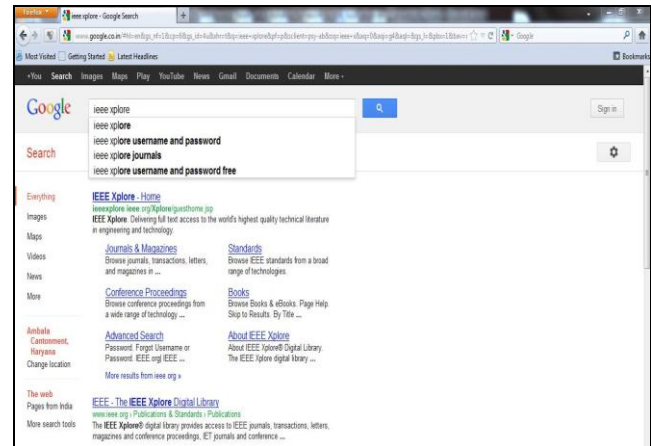 Firefox
ieee xplore - Google Search
www.google.co.in
Google
Most Visited
Getting Started
Latest Headlines
Bookmarks
+You Search Images Maps Play YouTube News Gmail Documents Calendar More
Google
ieee xplore
Sign in
ieee xplore
ieee xplore username and password
ieee xplore journals
ieee xplore username and password free
Search
Everything
Images
Maps
Videos
News
More
Ambala
Cantonment,
Haryana
Change location
The web
Pages from India
More search tools
IEEE Xplore - Home
ieeexplore.ieee.org/Xplore/guesthome.jsp
IEEE Xplore. Delivering full text access to the world's highest quality technical literature
in engineering and technology.
Journals & Magazines
Browse journals, transactions, letters,
and magazines in ...
Standards
Browse IEEE standards from a broad
range of technologies.
Conference Proceedings
Browse conference proceedings from
a wide range of technology ...
Books
Browse Books & eBooks. Page Help.
Skip to Results. By Title ...
Advanced Search
Password. Forgot Username or
Password. IEEE.org| IEEE ...
About IEEE Xplore
About IEEE Xplore® Digital Library.
The IEEE Xplore digital library ...
More results from ieee.org »
IEEE - The IEEE Xplore Digital Library
www.ieee.org › Publications & Standards › Publications
The IEEE Xplore® digital library provides access to IEEE journals, transactions, letters,
magazines and conference proceedings, IET journals and conference ...